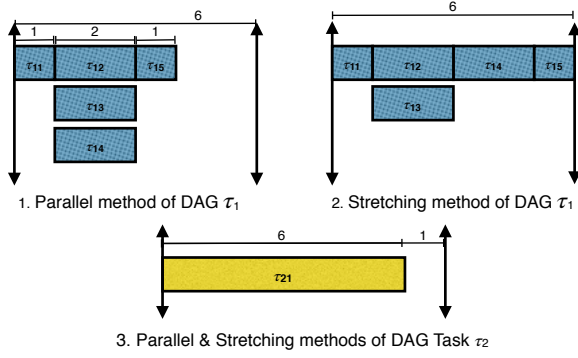 6
6
1 2 1
τ11 τ12 τ15
τ11 τ12 τ14 τ15
τ13
τ13
τ14
1. Parallel method of DAG τ1
2. Stretching method of DAG τ1
6 1
τ21
3. Parallel & Stretching methods of DAG Task τ2